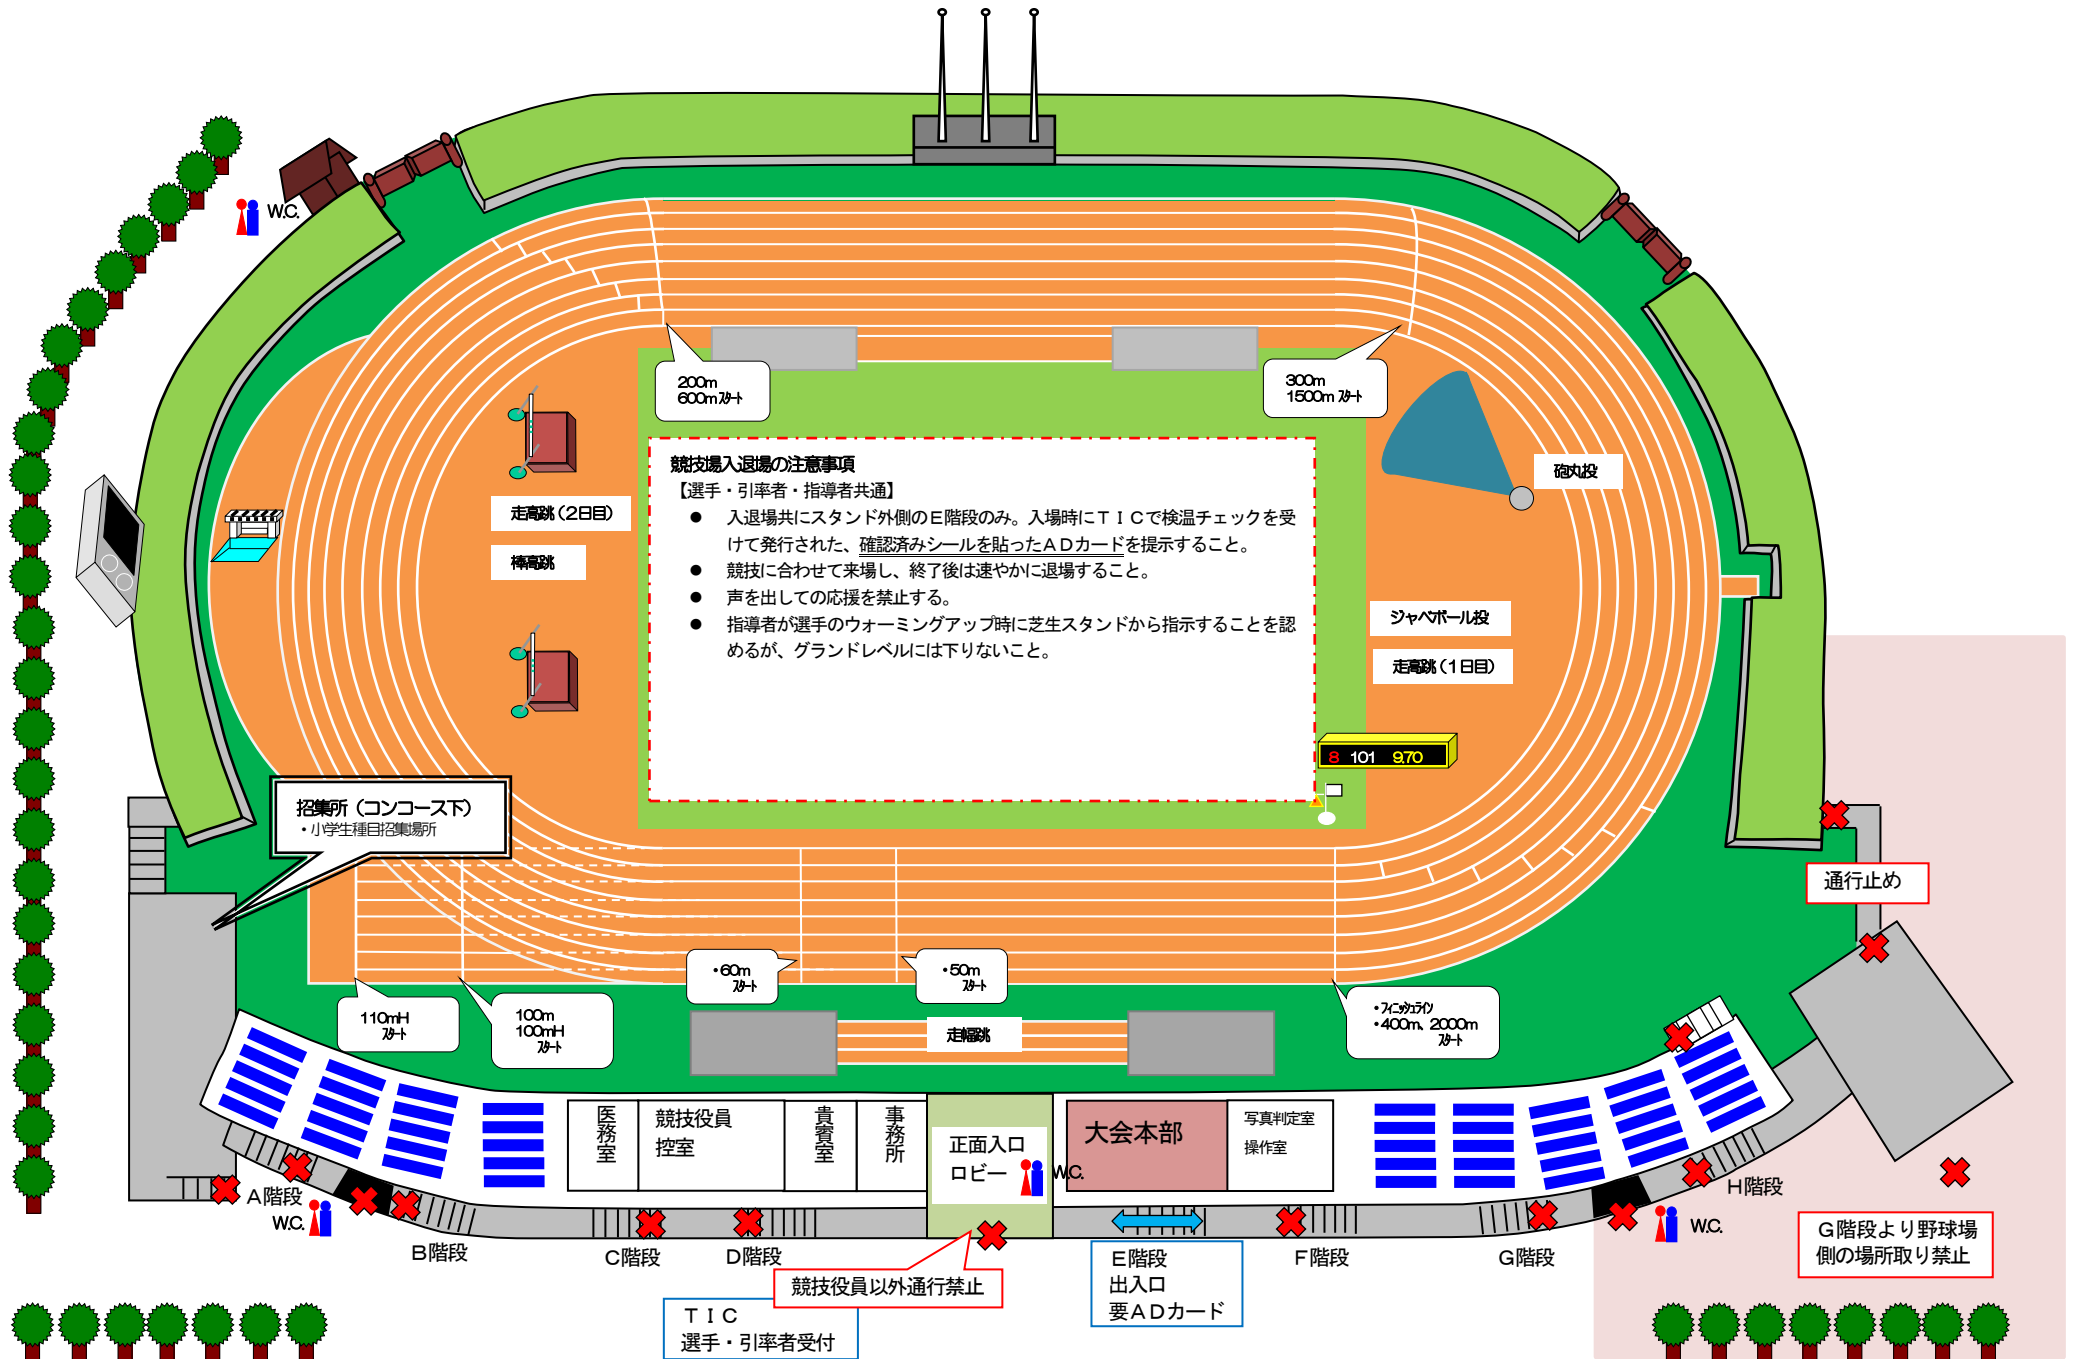 W.C.
200m
600mｽﾀｰﾄ
300m
1500mｽﾀｰﾄ
競技場入退場の注意事項
【選手・引率者・指導者共通】
● 入退場共にスタンド外側のＥ階段のみ。入場時にＴＩＣで検温チェックを受
けて発行された、確認済みシールを貼ったＡＤカードを提示すること。
● 競技に合わせて来場し、終了後は速やかに退場すること。
● 声を出しての応援を禁止する。
● 指導者が選手のウォーミングアップ時に芝生スタンドから指示することを認
めるが、グランドレベルには下りないこと。
砲丸投
走高跳（2日目）
棒高跳
ジャベボール投
走高跳（1日目）
8 101 9.70
招集所（コンコース下）
・小学生種目招集場所
通行止め
・60m
ｽﾀｰﾄ
・50m
ｽﾀｰﾄ
110mH
ｽﾀｰﾄ
100m
100mH
ｽﾀｰﾄ
・ﾌｨﾆｯｼｭﾗｲﾝ
・400m、2000m
ｽﾀｰﾄ
走幅跳
医務室
競技役員
控室
貴賓室
事務所
正面入口
ロビー
W.C.
大会本部
写真判定室
操作室
Ａ階段
W.C.
Ｂ階段
Ｃ階段
Ｄ階段
Ｅ階段
出入口
要ＡＤカード
Ｆ階段
Ｇ階段
Ｈ階段
W.C.
競技役員以外通行禁止
ＴＩＣ
選手・引率者受付
Ｇ階段より野球場
側の場所取り禁止